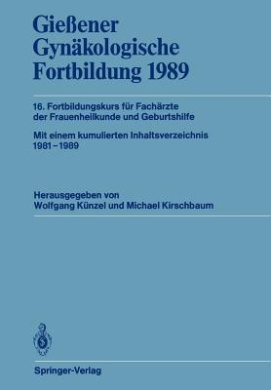 Gießener
Gynäkologische
Fortbildung 1989
16. Fortbildungskurs für Fachärzte
der Frauenheilkunde und Geburtshilfe
Mit einem kumulierten Inhaltsverzeichnis
1981–1989
Herausgegeben von
Wolfgang Künzel und Michael Kirschbaum
Springer-Verlag